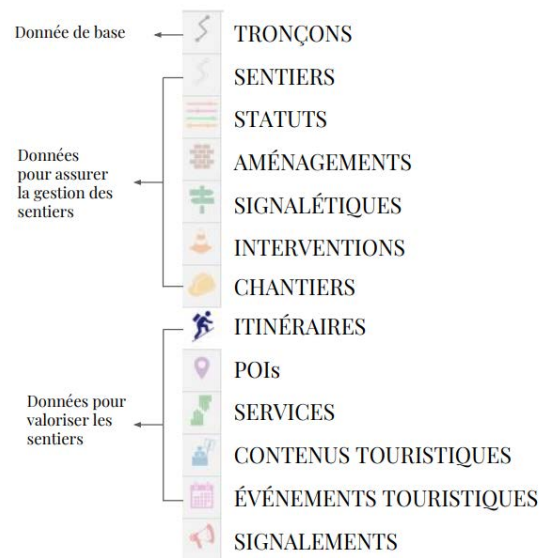 Donnée de base
TRONÇONS
SENTIERS
STATUTS
Données
pour assurer
la gestion des
sentiers
AMÉNAGEMENTS
SIGNALÉTIQUES
INTERVENTIONS
CHANTIERS
ITINÉRAIRES
POIs
Données pour
valoriser les
sentiers
SERVICES
CONTENUS TOURISTIQUES
ÉVÉNEMENTS TOURISTIQUES
SIGNALEMENTS